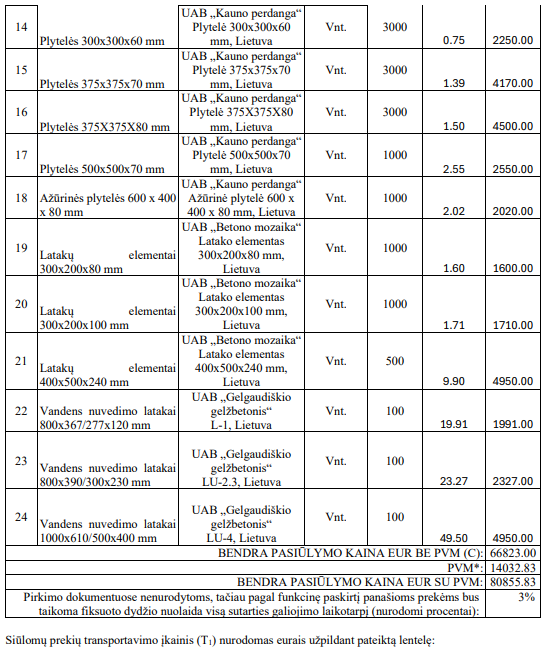 14 Plytelės 300x300x60 mm UAB „Kauno perdanga“ Plytelė 300x300x60 mm, Lietuva Vnt. 3000 0.75 2250.00
15 Plytelės 375x375x70 mm UAB „Kauno perdanga“ Plytelė 375x375x70 mm, Lietuva Vnt. 3000 1.39 4170.00
16 Plytelės 375X375X80 mm UAB „Kauno perdanga“ Plytelė 375X375X80 mm, Lietuva Vnt. 3000 1.50 4500.00
17 Plytelės 500x500x70 mm UAB „Kauno perdanga“ Plytelė 500x500x70 mm, Lietuva Vnt. 1000 2.55 2550.00
18 Ažūrinės plytelės 600 x 400 x 80 mm UAB „Kauno perdanga“ Ažūrinė plytelė 600 x 400 x 80 mm, Lietuva Vnt. 1000 2.02 2020.00
19 Latakų elementai 300x200x80 mm UAB „Betono mozaika“ Latako elementas 300x200x80 mm, Lietuva Vnt. 1000 1.60 1600.00
20 Latakų elementai 300x200x100 mm UAB „Betono mozaika“ Latako elementas 300x200x100 mm, Lietuva Vnt. 1000 1.71 1710.00
21 Latakų elementai 400x500x240 mm UAB „Betono mozaika“ Latako elementas 400x500x240 mm, Lietuva Vnt. 500 9.90 4950.00
22 Vandens nuvedimo latakai 800x367/277x120 mm UAB „Gelgaudiškio gelžbetonis“ L-1, Lietuva Vnt. 100 19.91 1991.00
23 Vandens nuvedimo latakai 800x390/300x230 mm UAB „Gelgaudiškio gelžbetonis“ LU-2.3, Lietuva Vnt. 100 23.27 2327.00
24 Vandens nuvedimo latakai 1000x610/500x400 mm UAB „Gelgaudiškio gelžbetonis“ LU-4, Lietuva Vnt. 100 49.50 4950.00
BENDRA PASIŪLYMO KAINA EUR BE PVM (C): 66823.00
PVM*: 14032.83
BENDRA PASIŪLYMO KAINA EUR SU PVM: 80855.83
Pirkimo dokumentuose nenurodytoms, tačiau pagal funkcinę paskirtį panašioms prekėms bus 3%
taikoma fiksuoto dydžio nuolaida visą sutarties galiojimo laikotarpį (nurodomi procentai):
Siūlomų prekių transportavimo įkainis (T₁) nurodomas eurais užpildant pateiktą lentelę: